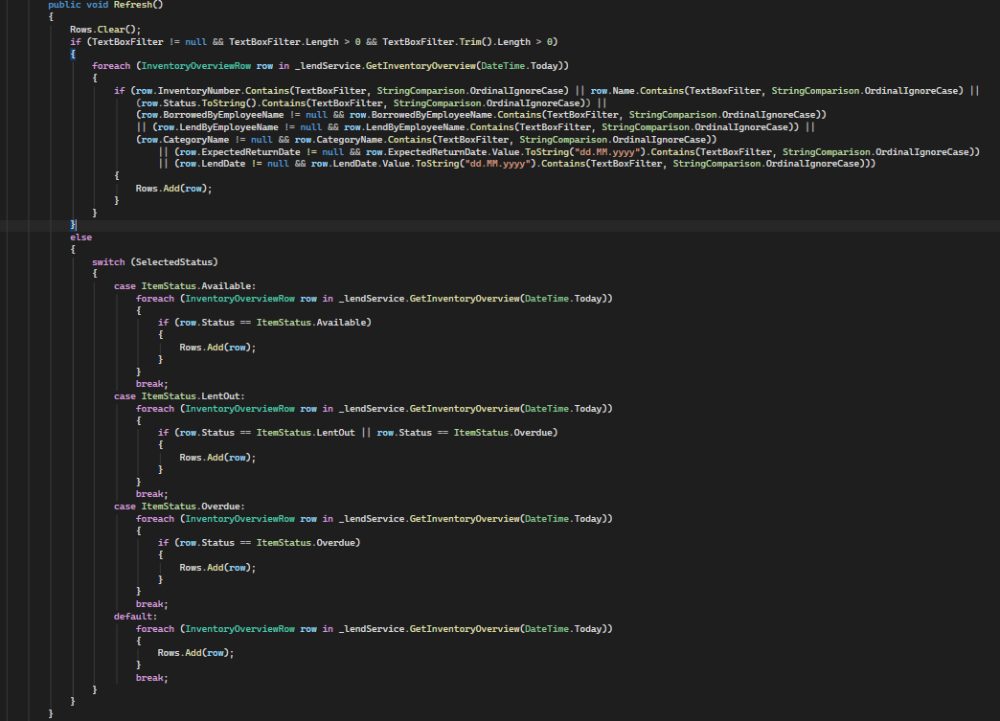 public void Refresh()
{
Rows.Clear();
if (TextBoxFilter != null && TextBoxFilter.Length > 0 && TextBoxFilter.Trim().Length > 0)
{
foreach (InventoryOverviewRow row in _lendService.GetInventoryOverview(DateTime.Today))
{
if (row.InventoryNumber.Contains(TextBoxFilter, StringComparison.OrdinalIgnoreCase) || row.Name.Contains(TextBoxFilter, StringComparison.OrdinalIgnoreCase) ||
(row.Status.ToString().Contains(TextBoxFilter, StringComparison.OrdinalIgnoreCase)) ||
(row.BorrowedByEmployeeName != null && row.BorrowedByEmployeeName.Contains(TextBoxFilter, StringComparison.OrdinalIgnoreCase))
|| (row.LendByEmployeeName != null && row.LendByEmployeeName.Contains(TextBoxFilter, StringComparison.OrdinalIgnoreCase)) ||
(row.CategoryName != null && row.CategoryName.Contains(TextBoxFilter, StringComparison.OrdinalIgnoreCase))
|| (row.ExpectedReturnDate != null && row.ExpectedReturnDate.Value.ToString("dd.MM.yyyy").Contains(TextBoxFilter, StringComparison.OrdinalIgnoreCase))
|| (row.LendDate != null && row.LendDate.Value.ToString("dd.MM.yyyy").Contains(TextBoxFilter, StringComparison.OrdinalIgnoreCase)))
{
Rows.Add(row);
}
}
}
else
{
switch (SelectedStatus)
{
case ItemStatus.Available:
foreach (InventoryOverviewRow row in _lendService.GetInventoryOverview(DateTime.Today))
{
if (row.Status == ItemStatus.Available)
{
Rows.Add(row);
}
}
break;
case ItemStatus.LentOut:
foreach (InventoryOverviewRow row in _lendService.GetInventoryOverview(DateTime.Today))
{
if (row.Status == ItemStatus.LentOut || row.Status == ItemStatus.Overdue)
{
Rows.Add(row);
}
}
break;
case ItemStatus.Overdue:
foreach (InventoryOverviewRow row in _lendService.GetInventoryOverview(DateTime.Today))
{
if (row.Status == ItemStatus.Overdue)
{
Rows.Add(row);
}
}
break;
default:
foreach (InventoryOverviewRow row in _lendService.GetInventoryOverview(DateTime.Today))
{
Rows.Add(row);
}
break;
}
}
}